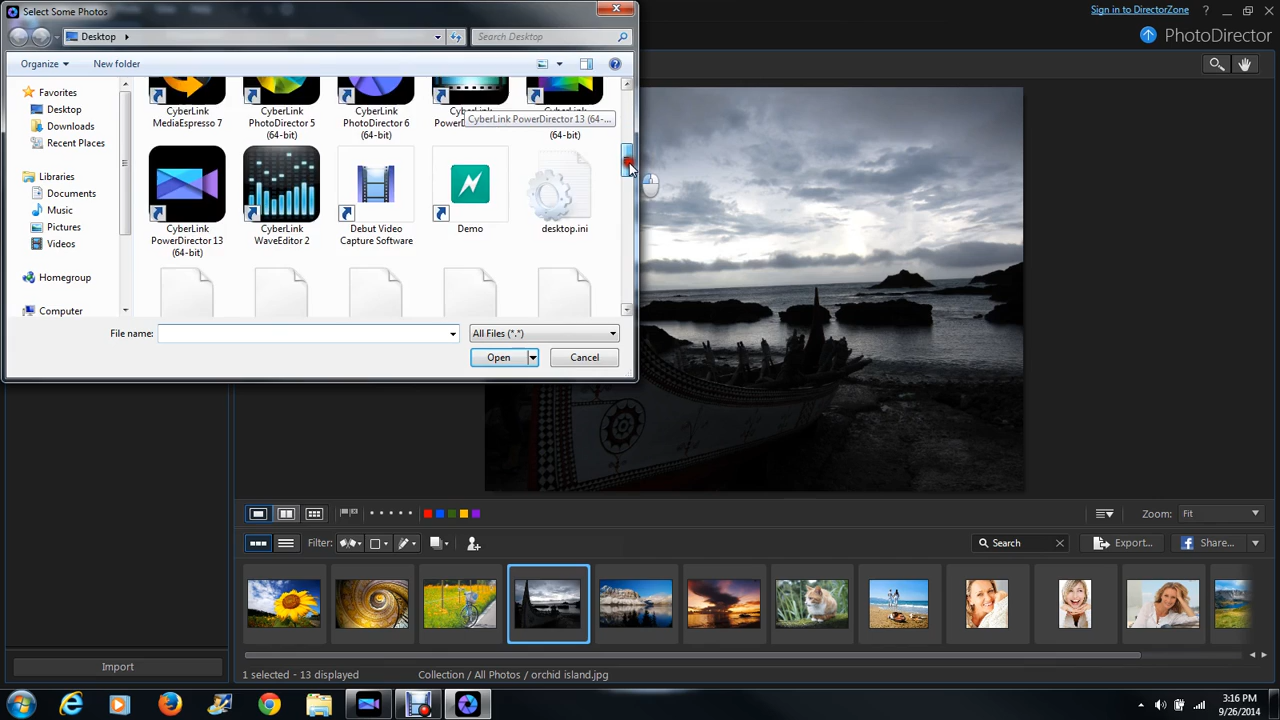 Select Some Photos
Sign in to DirectorZone
PhotoDirector
Desktop
Search Desktop
Organize
New folder
Favorites
Desktop
Downloads
Recent Places
Libraries
Documents
Music
Pictures
Videos
Homegroup
Computer
CyberLink
MediaEspresso 7
CyberLink
PhotoDirector 5
(64-bit)
CyberLink
PhotoDirector 6
(64-bit)
CyberLink PowerDirector 13 (64-...
(64-bit)
CyberLink
PowerDirector 13
(64-bit)
CyberLink
WaveEditor 2
Debut Video
Capture Software
Demo
desktop.ini
File name:
All Files (*.*)
Open
Cancel
Zoom:
Fit
Filter:
Search
Export...
Share...
Import
1 selected - 13 displayed
Collection / All Photos / orchid island.jpg
3:16 PM
9/26/2014